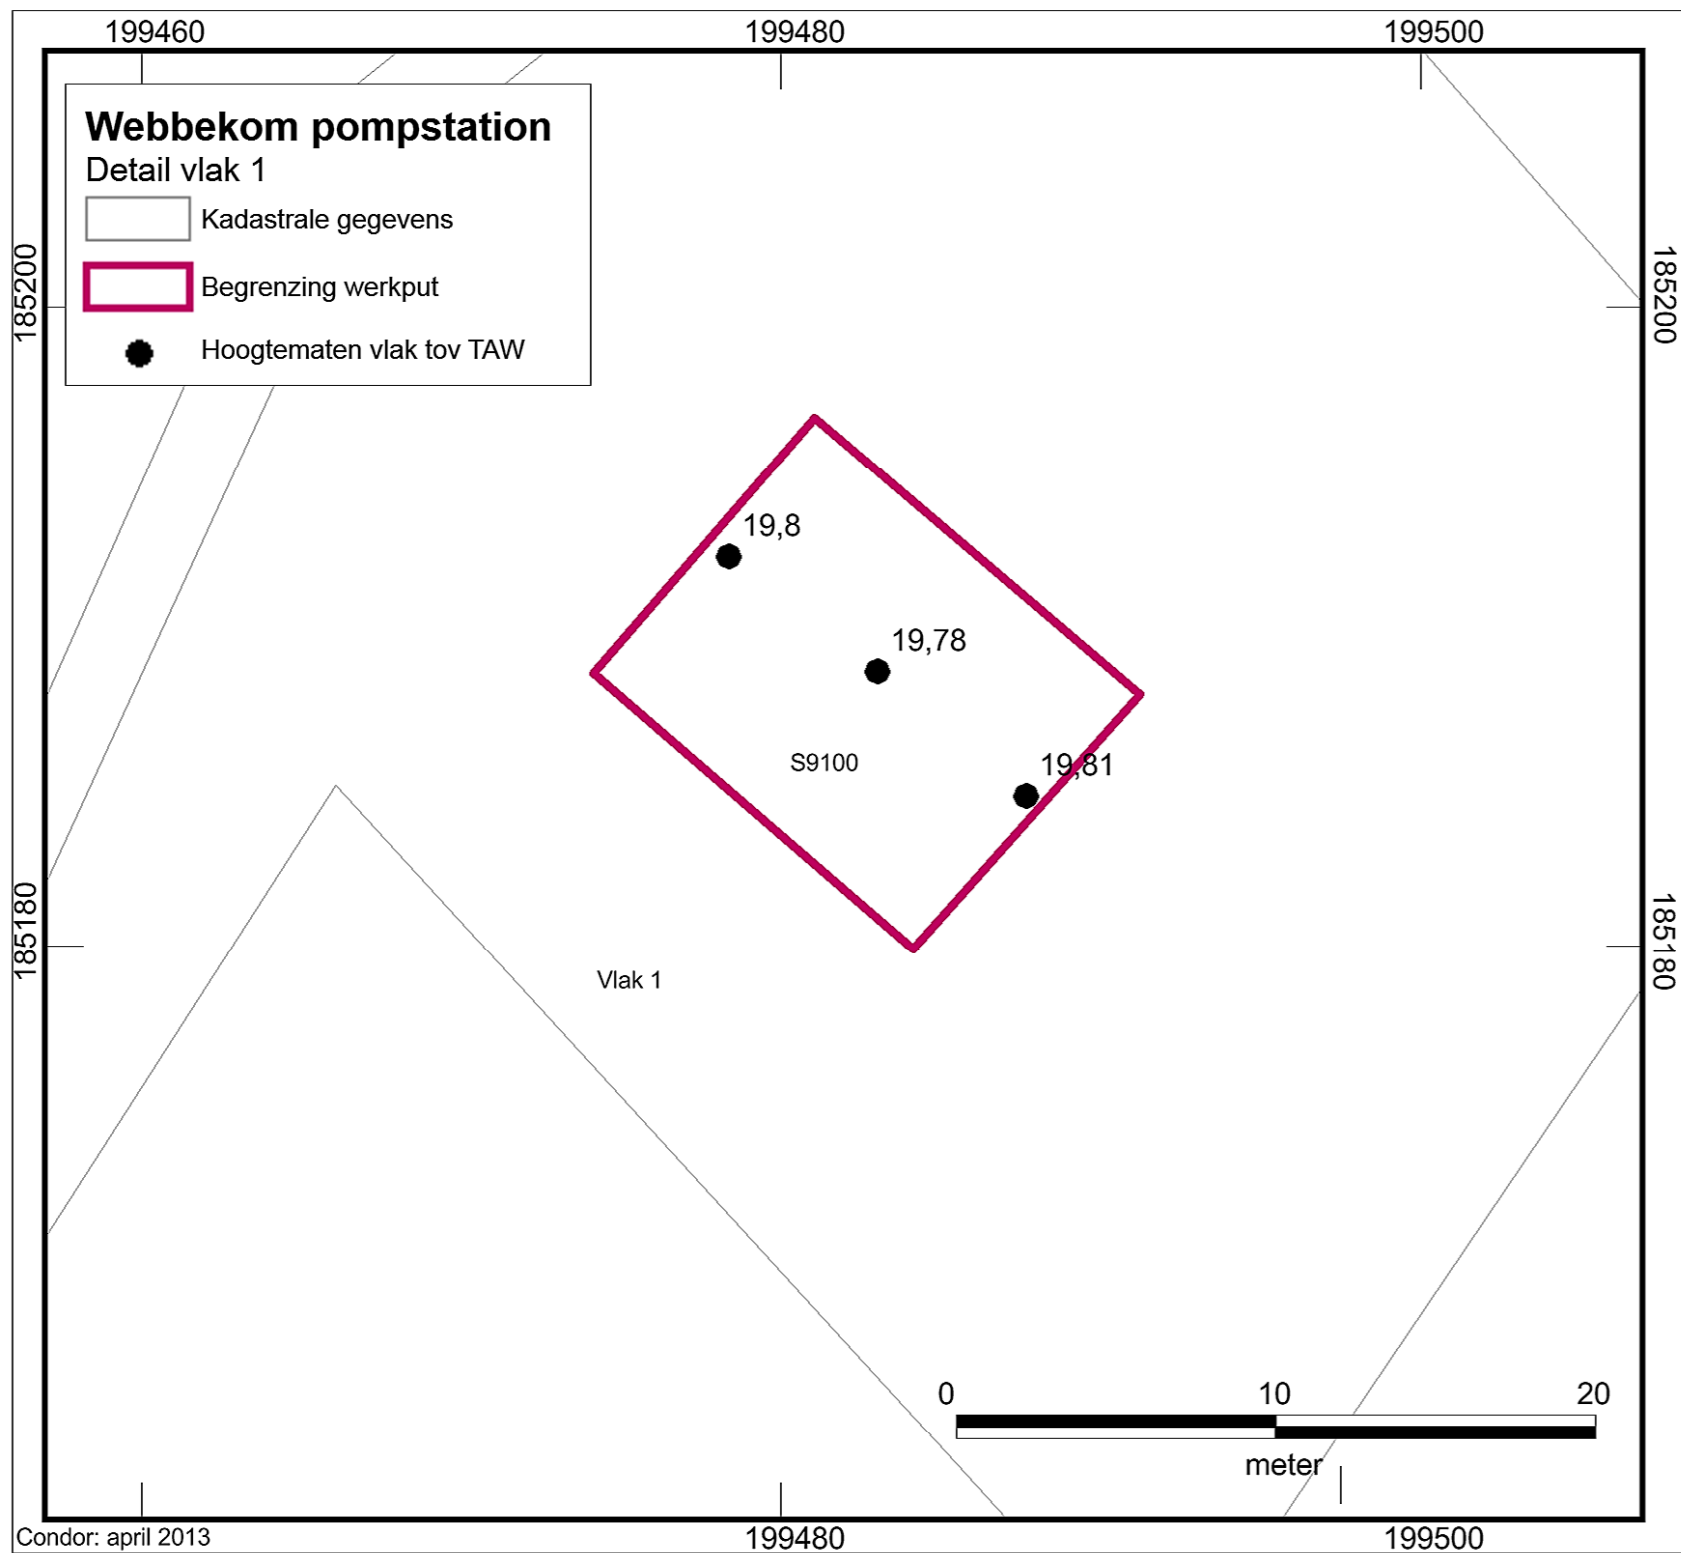 199460
199480
199500
Webbekom pompstation
Detail vlak 1
Kadastrale gegevens
Begrenzing werkput
Hoogtematen vlak tov TAW
185200
185200
19,8
19,78
S9100
19,81
185180
185180
Vlak 1
0 10 20
meter
Condor: april 2013
199480
199500